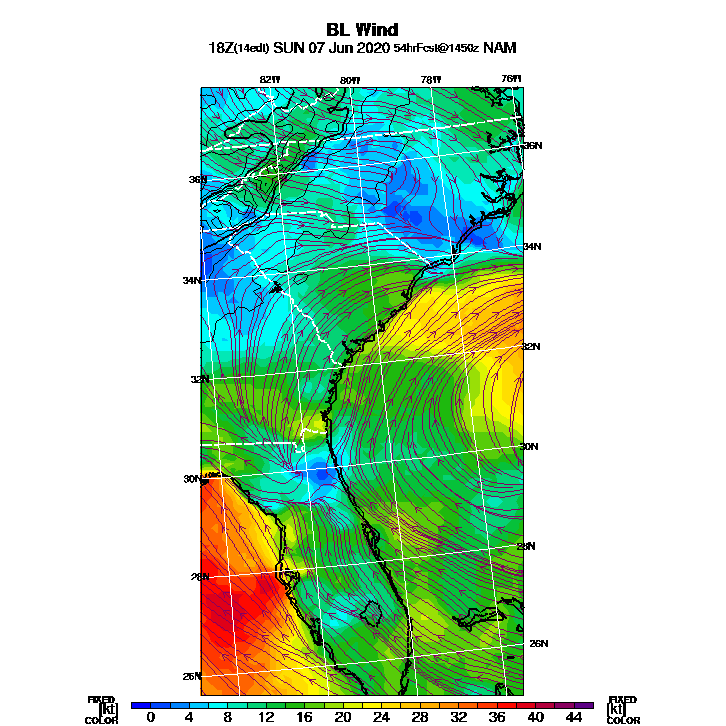 BL Wind
18Z(14edt) SUN 07 Jun 2020 54hrFcst@1450z NAM
82W 80W 78W 76W
36N
36N
34N
34N
32N
32N
30N
30N
28N
28N
26N
26N
FIXED FIXED
[kt] [kt]
COLOR COLOR
0 4 8 12 16 20 24 28 32 36 40 44